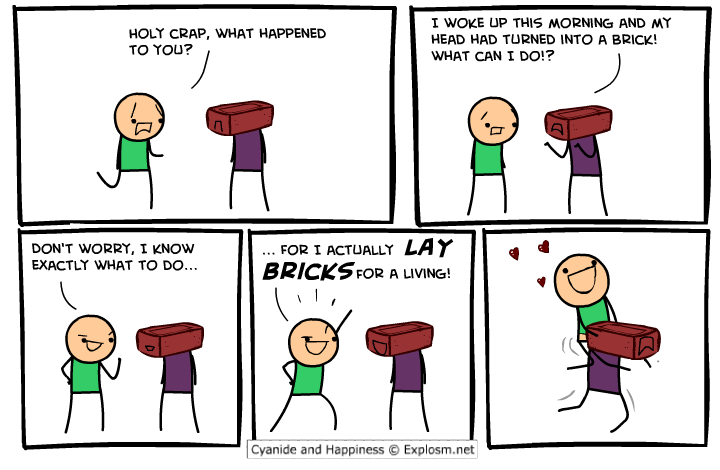 HOLY CRAP, WHAT HAPPENED
TO YOU?
I WOKE UP THIS MORNING AND MY
HEAD HAD TURNED INTO A BRICK!
WHAT CAN I DO!?
DON'T WORRY, I KNOW
EXACTLY WHAT TO DO...
... FOR I ACTUALLY LAY
BRICKS FOR A LIVING!
Cyanide and Happiness © Explosm.net